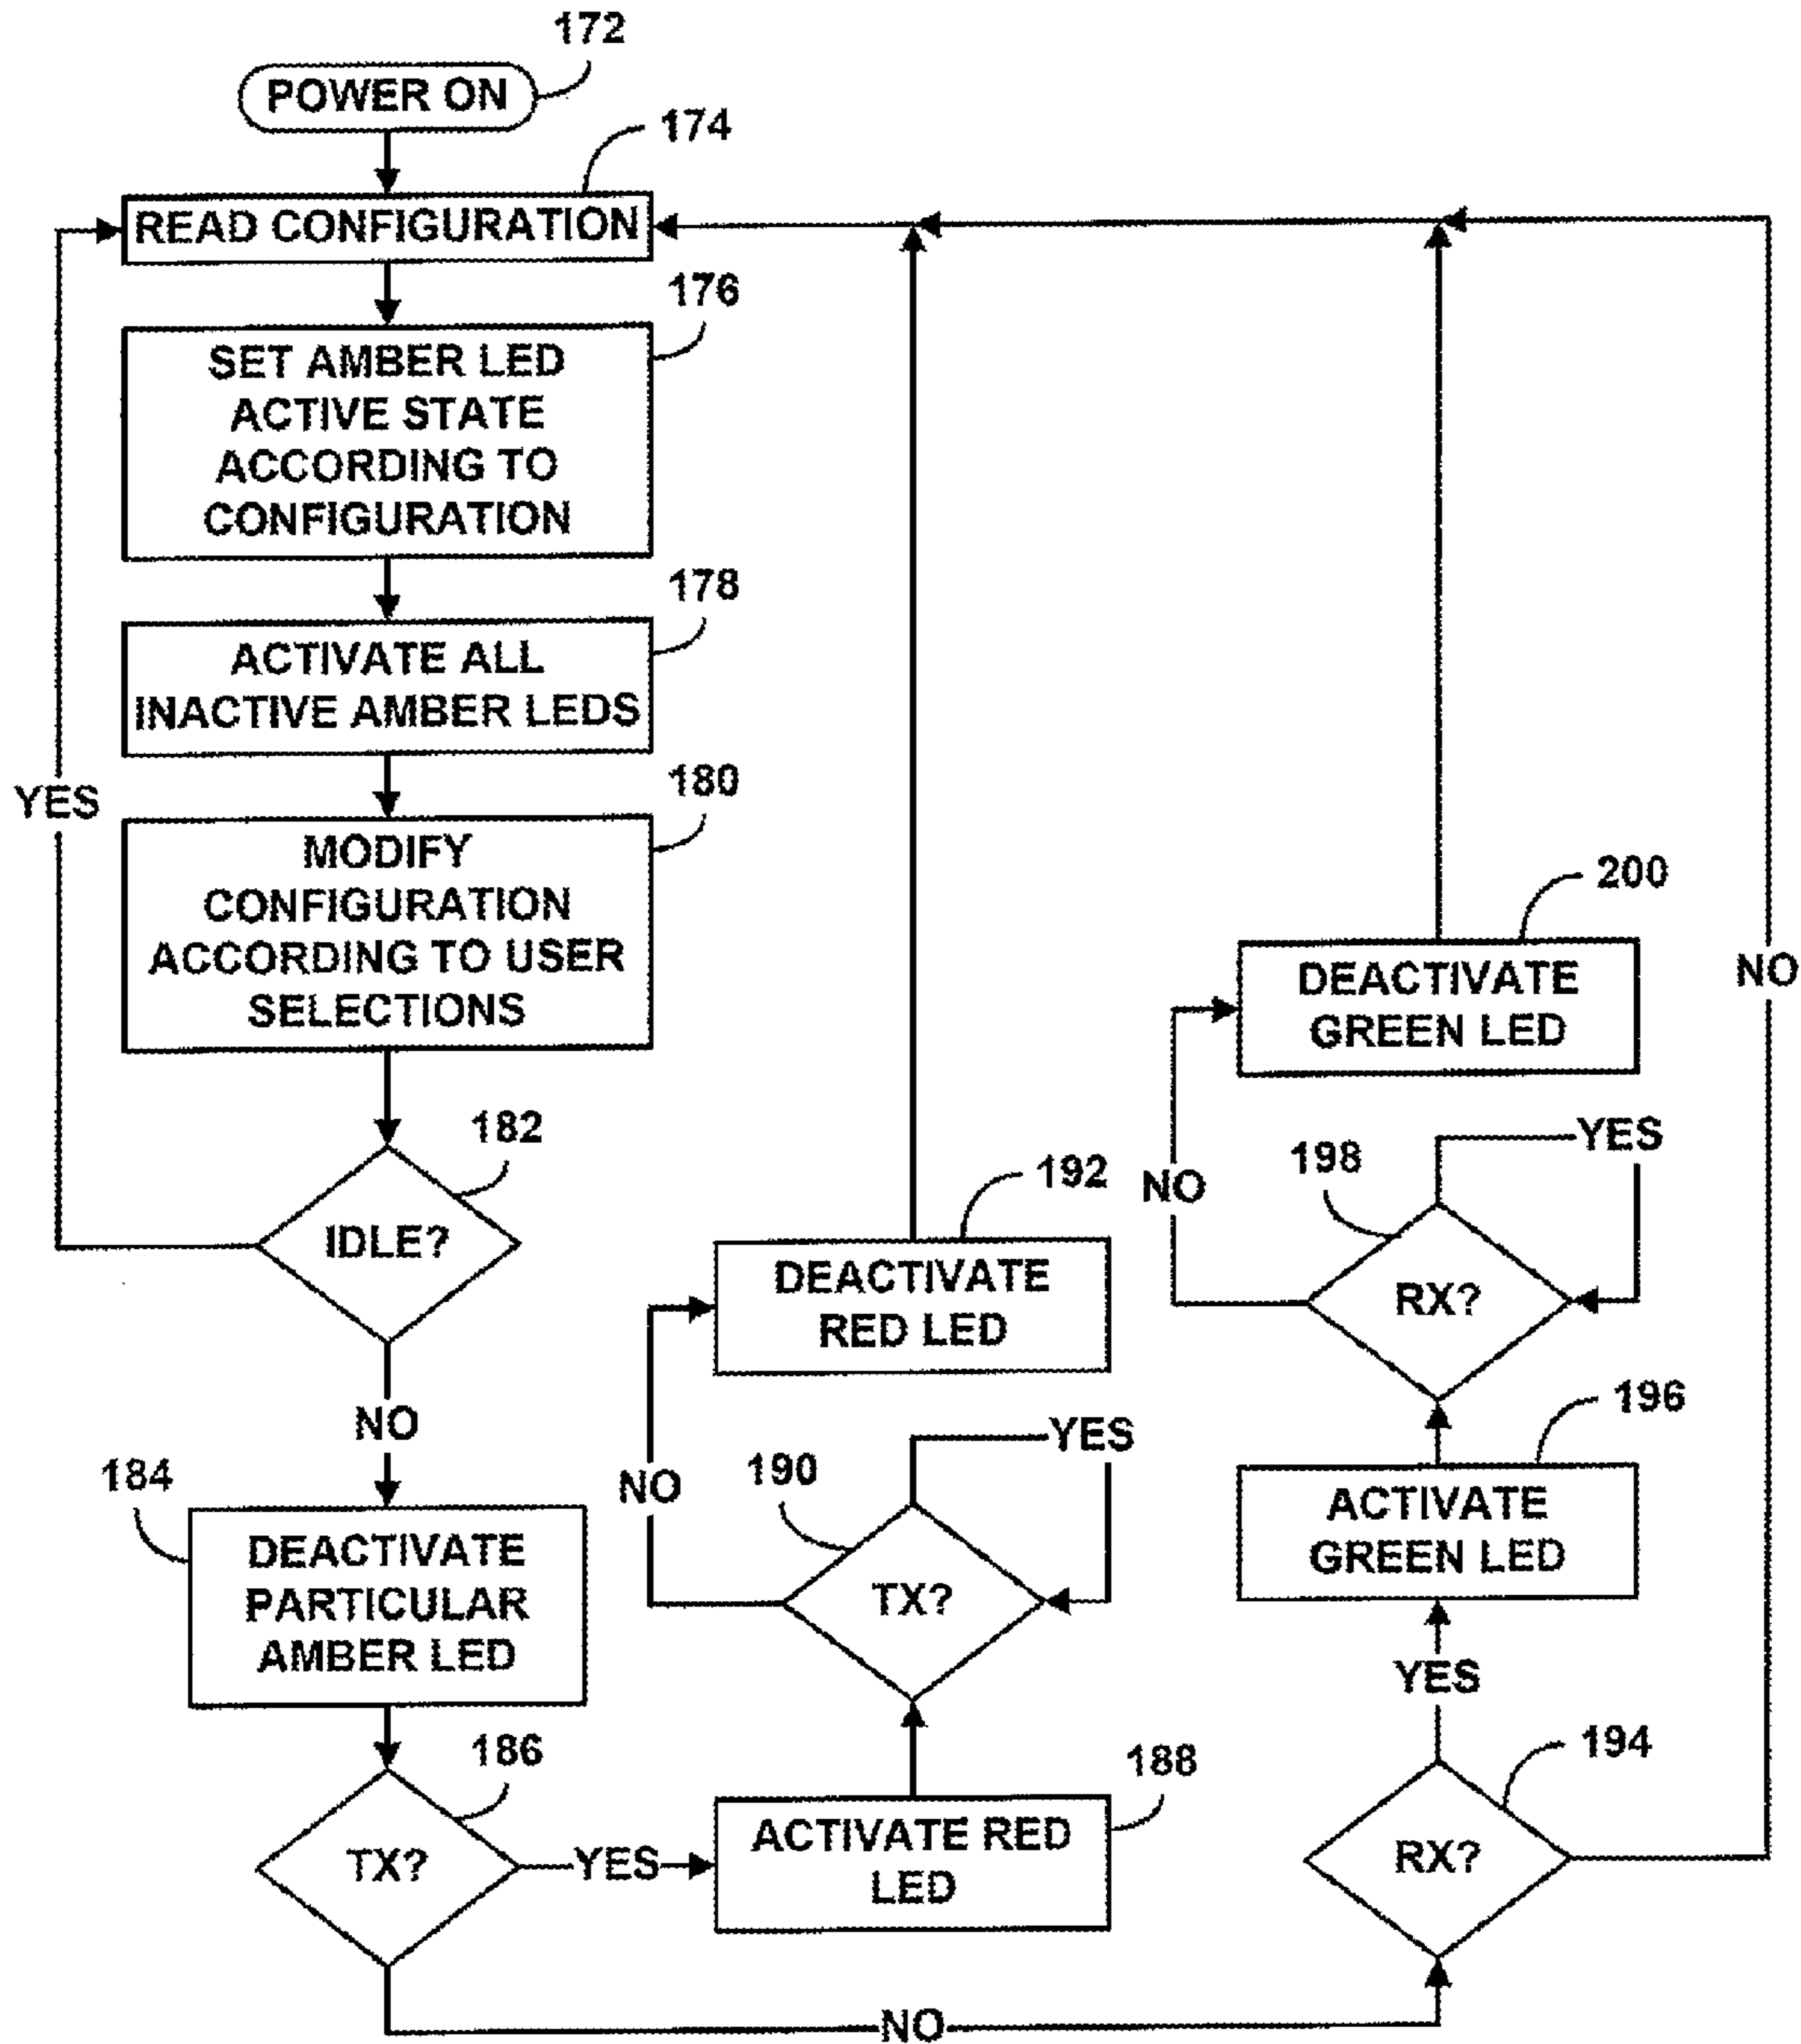 172
POWER ON
174
READ CONFIGURATION
176
SET AMBER LED
ACTIVE STATE
ACCORDING TO
CONFIGURATION
178
ACTIVATE ALL
INACTIVE AMBER LEDS
180
YES
MODIFY
CONFIGURATION
ACCORDING TO USER
SELECTIONS
182
IDLE?
NO
184
DEACTIVATE
PARTICULAR
AMBER LED
186
TX?
YES
188
ACTIVATE RED
LED
190
TX?
YES
NO
192
DEACTIVATE
RED LED
NO
194
RX?
NO
YES
196
ACTIVATE
GREEN LED
198
RX?
YES
NO
200
DEACTIVATE
GREEN LED